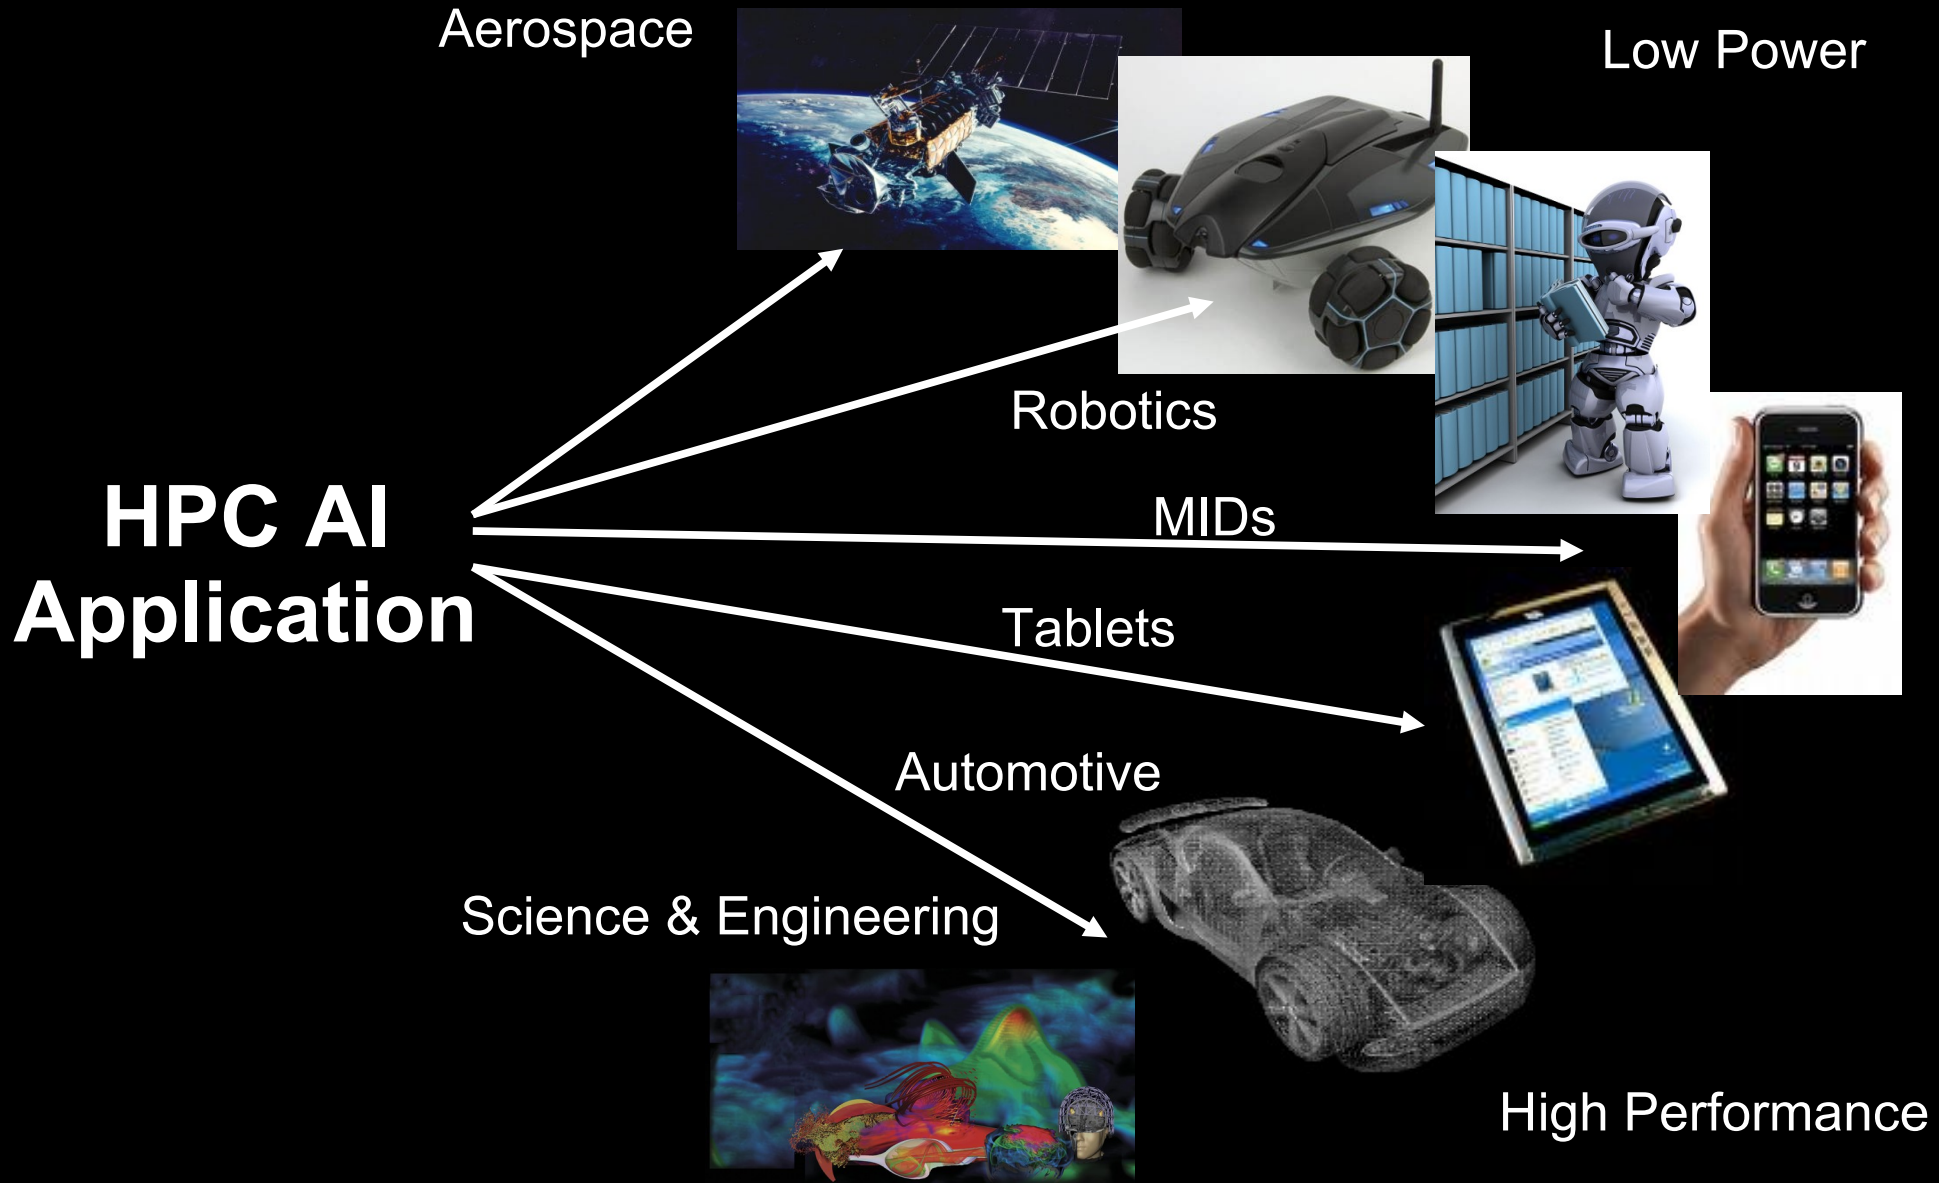 Aerospace
Low Power
Robotics
HPC AI
Application
MIDs
Tablets
Automotive
Science & Engineering
High Performance